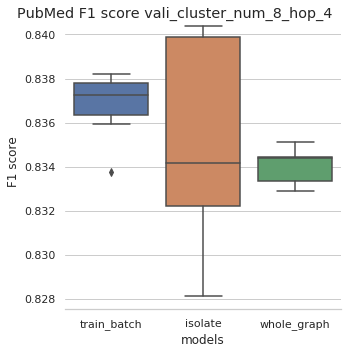 PubMed F1 score vali_cluster_num_8_hop_4
0.840
0.838
0.836
0.834
0.832
0.830
0.828
F1 score
train_batch isolate whole_graph
models